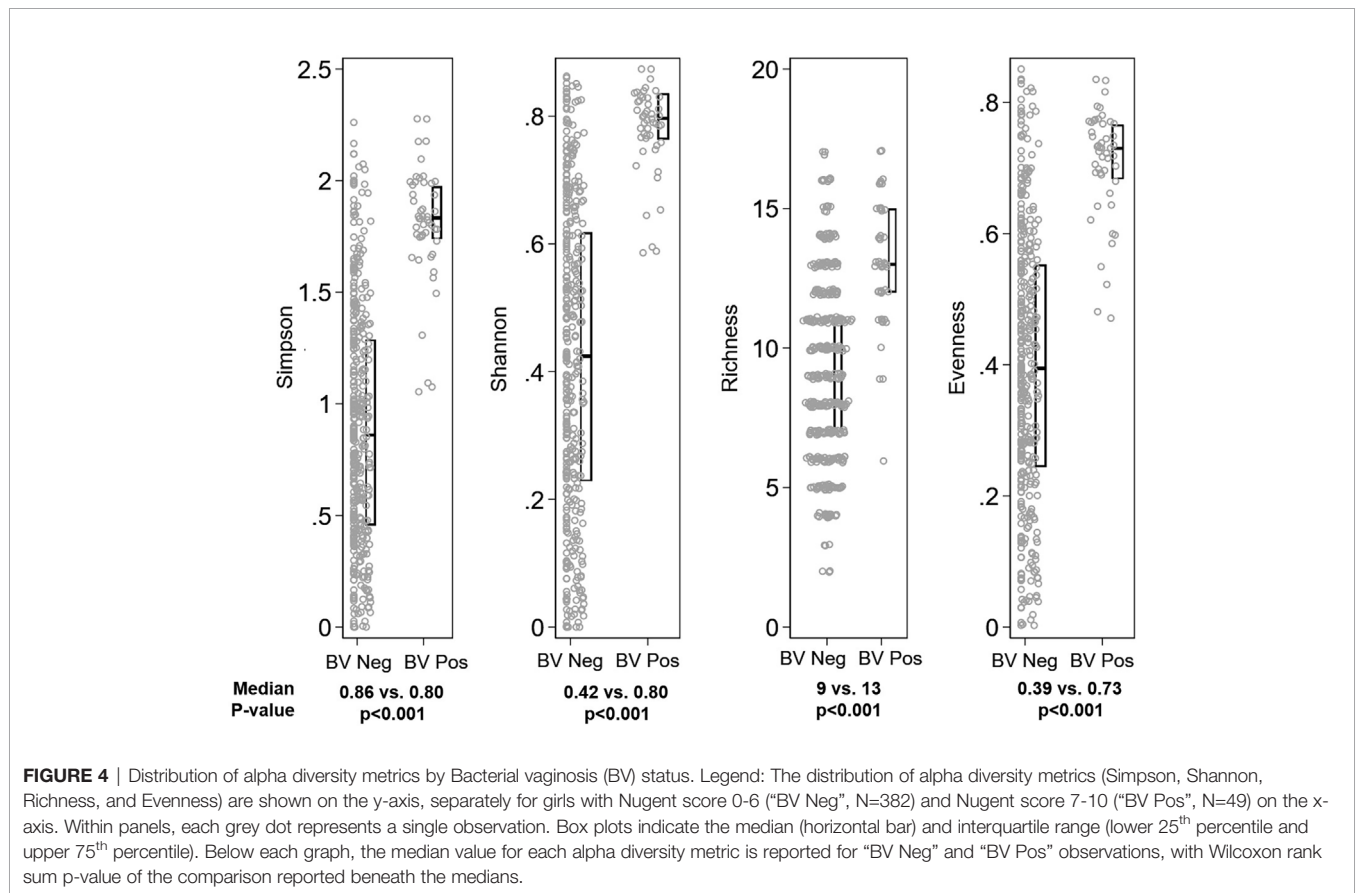 2.5
2
1.5
1
.5
0
Simpson
BV Neg BV Pos
.8
.6
.4
.2
0
Shannon
BV Neg BV Pos
20
15
10
5
0
Richness
BV Neg BV Pos
.8
.6
.4
.2
0
Evenness
BV Neg BV Pos
Median 0.86 vs. 0.80 0.42 vs. 0.80 9 vs. 13 0.39 vs. 0.73
P-value p<0.001 p<0.001 p<0.001 p<0.001
FIGURE 4 | Distribution of alpha diversity metrics by Bacterial vaginosis (BV) status. Legend: The distribution of alpha diversity metrics (Simpson, Shannon,
Richness, and Evenness) are shown on the y-axis, separately for girls with Nugent score 0-6 (“BV Neg”, N=382) and Nugent score 7-10 (“BV Pos”, N=49) on the x-
axis. Within panels, each grey dot represents a single observation. Box plots indicate the median (horizontal bar) and interquartile range (lower 25th percentile and
upper 75th percentile). Below each graph, the median value for each alpha diversity metric is reported for “BV Neg” and “BV Pos” observations, with Wilcoxon rank
sum p-value of the comparison reported beneath the medians.